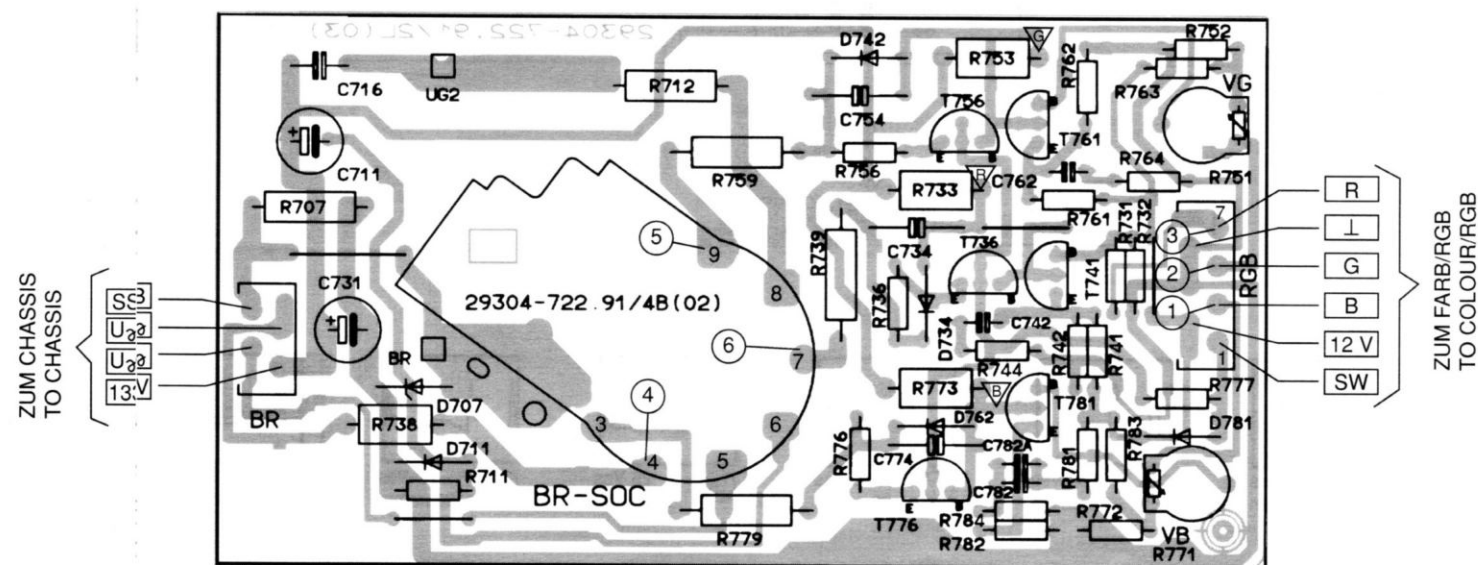 29304-722.91/2L(03)
ZUM CHASSIS
TO CHASSIS
SS
13 V
BR
C716
UG2
C711
R707
C731
R712
R759
5
9
8
29304-722.91/4B(02)
6
7
BR
D707
4
3
4
5
6
R738
D711
R711
BR-SOC
R779
R739
D742
C754
R753
G
T756
R756
R733
R
C762
C734
T736
R736
D734
C742
R744
R773
B
D762
R776
C774
C782A
T776
C782
R784
R782
R762
R752
R763
VG
T761
R764
R751
R761
R731
R732
T741
R742
R741
T781
R777
D781
R781
R783
R772
VB
R771
7
3
2
1
1
RGB
R
⊥
G
B
12 V
SW
ZUM FARB/RGB
TO COLOUR/RGB